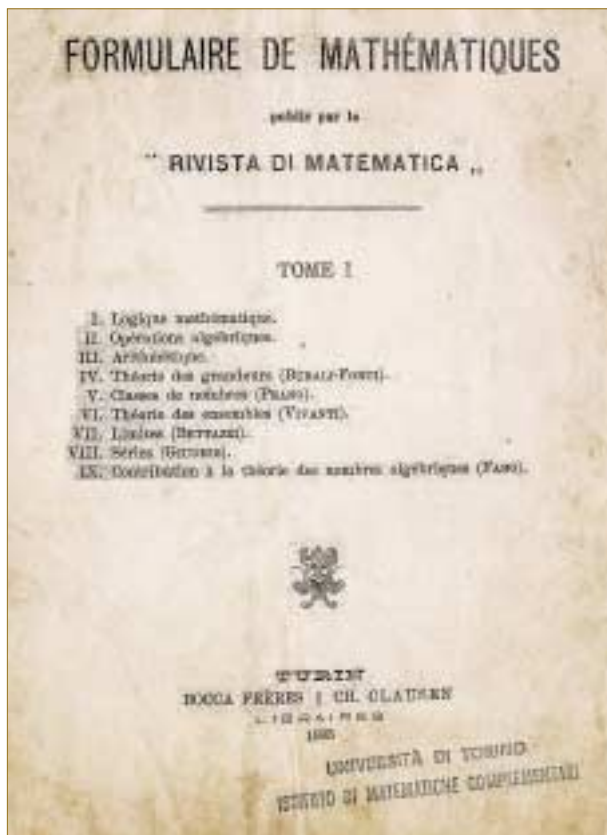 FORMULAIRE DE MATHÉMATIQUES
publié par la
“ RIVISTA DI MATEMATICA „
TOME I
I. Logique mathématique.
II. Opérations algébriques.
III. Arithmétique.
IV. Théorie des grandeurs (BURALI-FORTI).
V. Classes de nombres (PEANO).
VI. Théorie des ensembles (VIVANTI).
VII. Limites (BETTAZZI).
VIII. Séries (GIUDICE).
IX. Contribution à la théorie des nombres algébriques (FANO).
TURIN
BOCCA FRÈRES | CH. CLAUSEN
LIBRAIRES
1895
UNIVERSITÀ DI TORINO
ISTITUTO DI MATEMATICHE COMPLEMENTARI